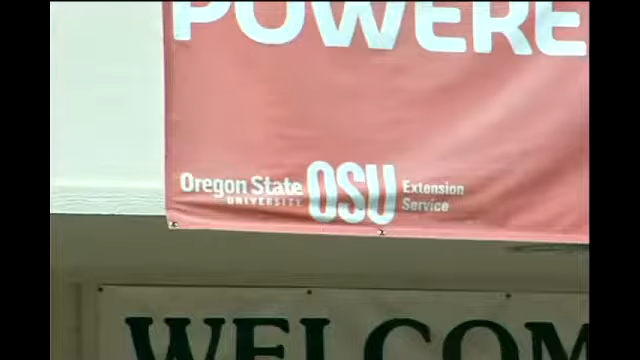 POWERE
Oregon State
UNIVERSITY
OSU
Extension
Service
WELCOM